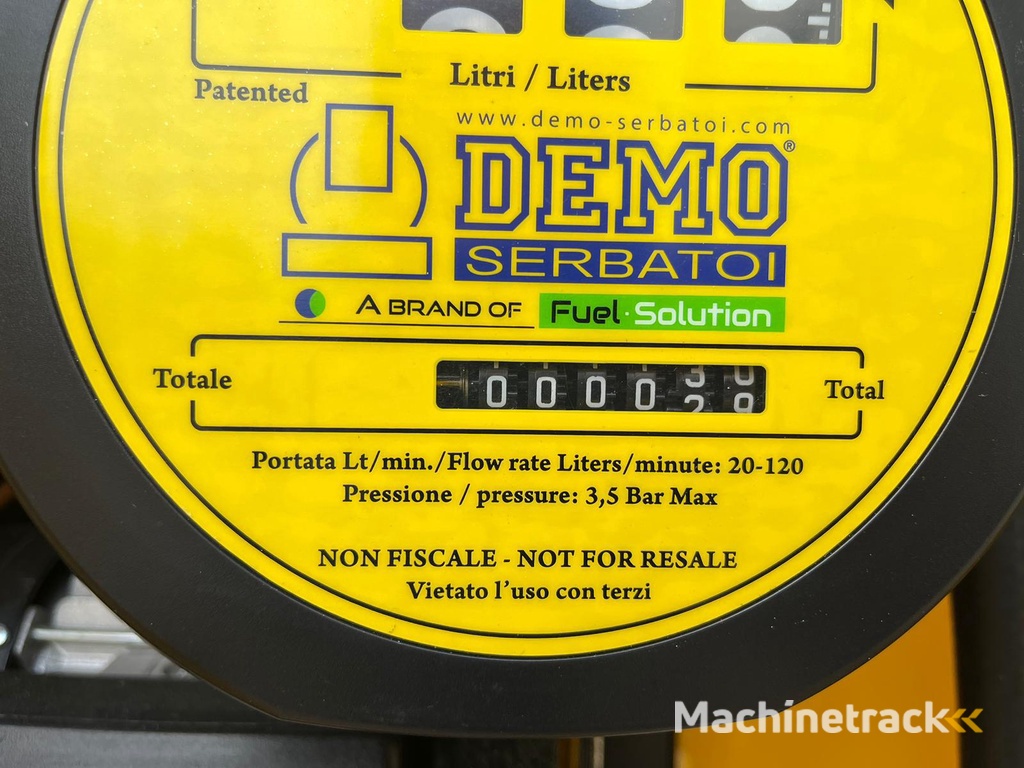 Litri / Liters
Patented
www.demo-serbatoi.com
DEMO®
SERBATOI
A BRAND OF Fuel·Solution
Totale 0000 Total
Portata Lt/min./Flow rate Liters/minute: 20-120
Pressione / pressure: 3,5 Bar Max
NON FISCALE - NOT FOR RESALE
Vietato l'uso con terzi
Machinetrack